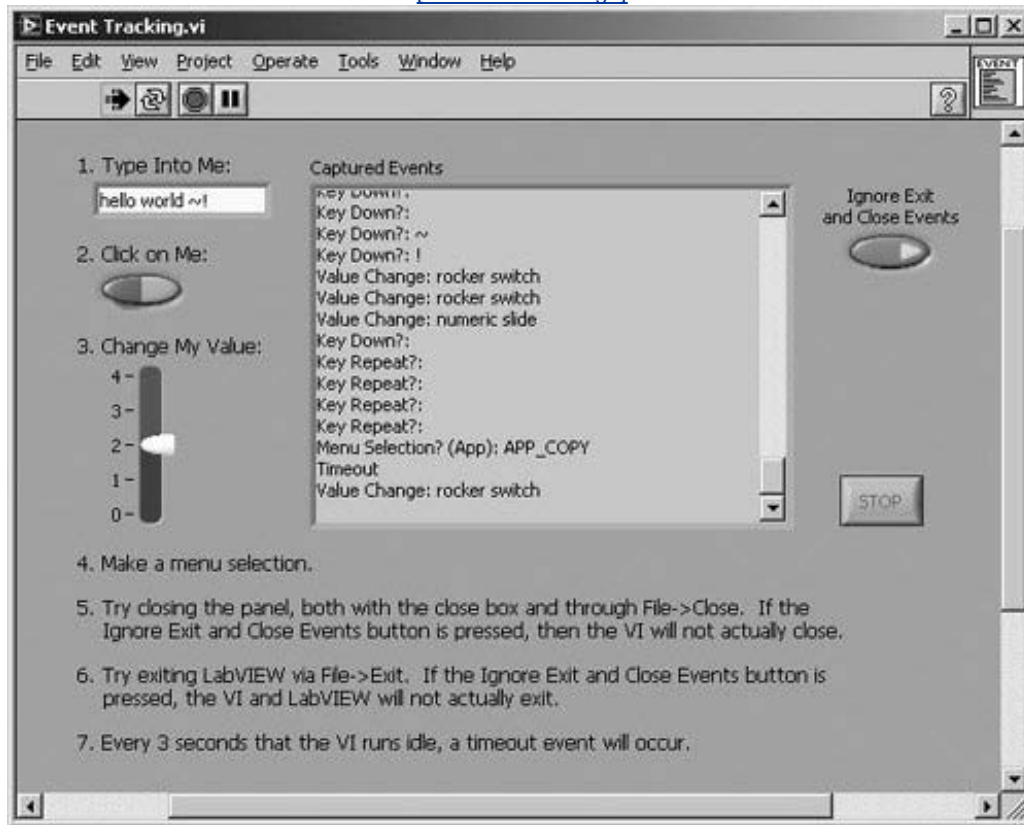 Event Tracking.vi
File Edit View Project Operate Tools Window Help
EVENT
?
1. Type Into Me:
hello world ~!
2. Click on Me:
3. Change My Value:
4
3
2
1
0
Captured Events
Key Down?:
Key Down?:
Key Down?: ~
Key Down?: !
Value Change: rocker switch
Value Change: rocker switch
Value Change: numeric slide
Key Down?:
Key Repeat?:
Key Repeat?:
Key Repeat?:
Key Repeat?:
Menu Selection? (App): APP_COPY
Timeout
Value Change: rocker switch
Ignore Exit
and Close Events
STOP
4. Make a menu selection.
5. Try closing the panel, both with the close box and through File->Close. If the
Ignore Exit and Close Events button is pressed, then the VI will not actually close.
6. Try exiting LabVIEW via File->Exit. If the Ignore Exit and Close Events button is
pressed, the VI and LabVIEW will not actually exit.
7. Every 3 seconds that the VI runs idle, a timeout event will occur.